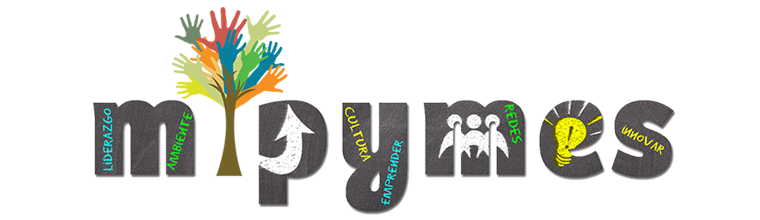 mipymes
LIDERAZGO
AMBIENTE
CULTURA
EMPRENDER
REDES
INNOVAR